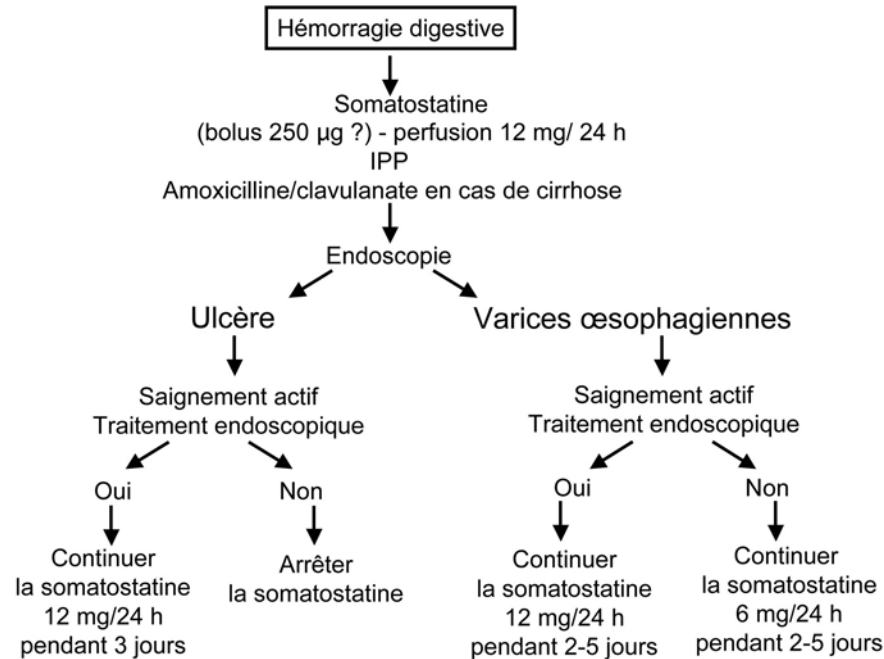 Hémorragie digestive
Somatostatine
(bolus 250 µg ?) - perfusion 12 mg/ 24 h
IPP
Amoxicilline/clavulanate en cas de cirrhose
Endoscopie
Ulcère
Varices œsophagiennes
Saignement actif
Traitement endoscopique
Saignement actif
Traitement endoscopique
Oui
Non
Oui
Non
Continuer
la somatostatine
12 mg/24 h
pendant 3 jours
Arrêter
la somatostatine
Continuer
la somatostatine
12 mg/24 h
pendant 2-5 jours
Continuer
la somatostatine
6 mg/24 h
pendant 2-5 jours